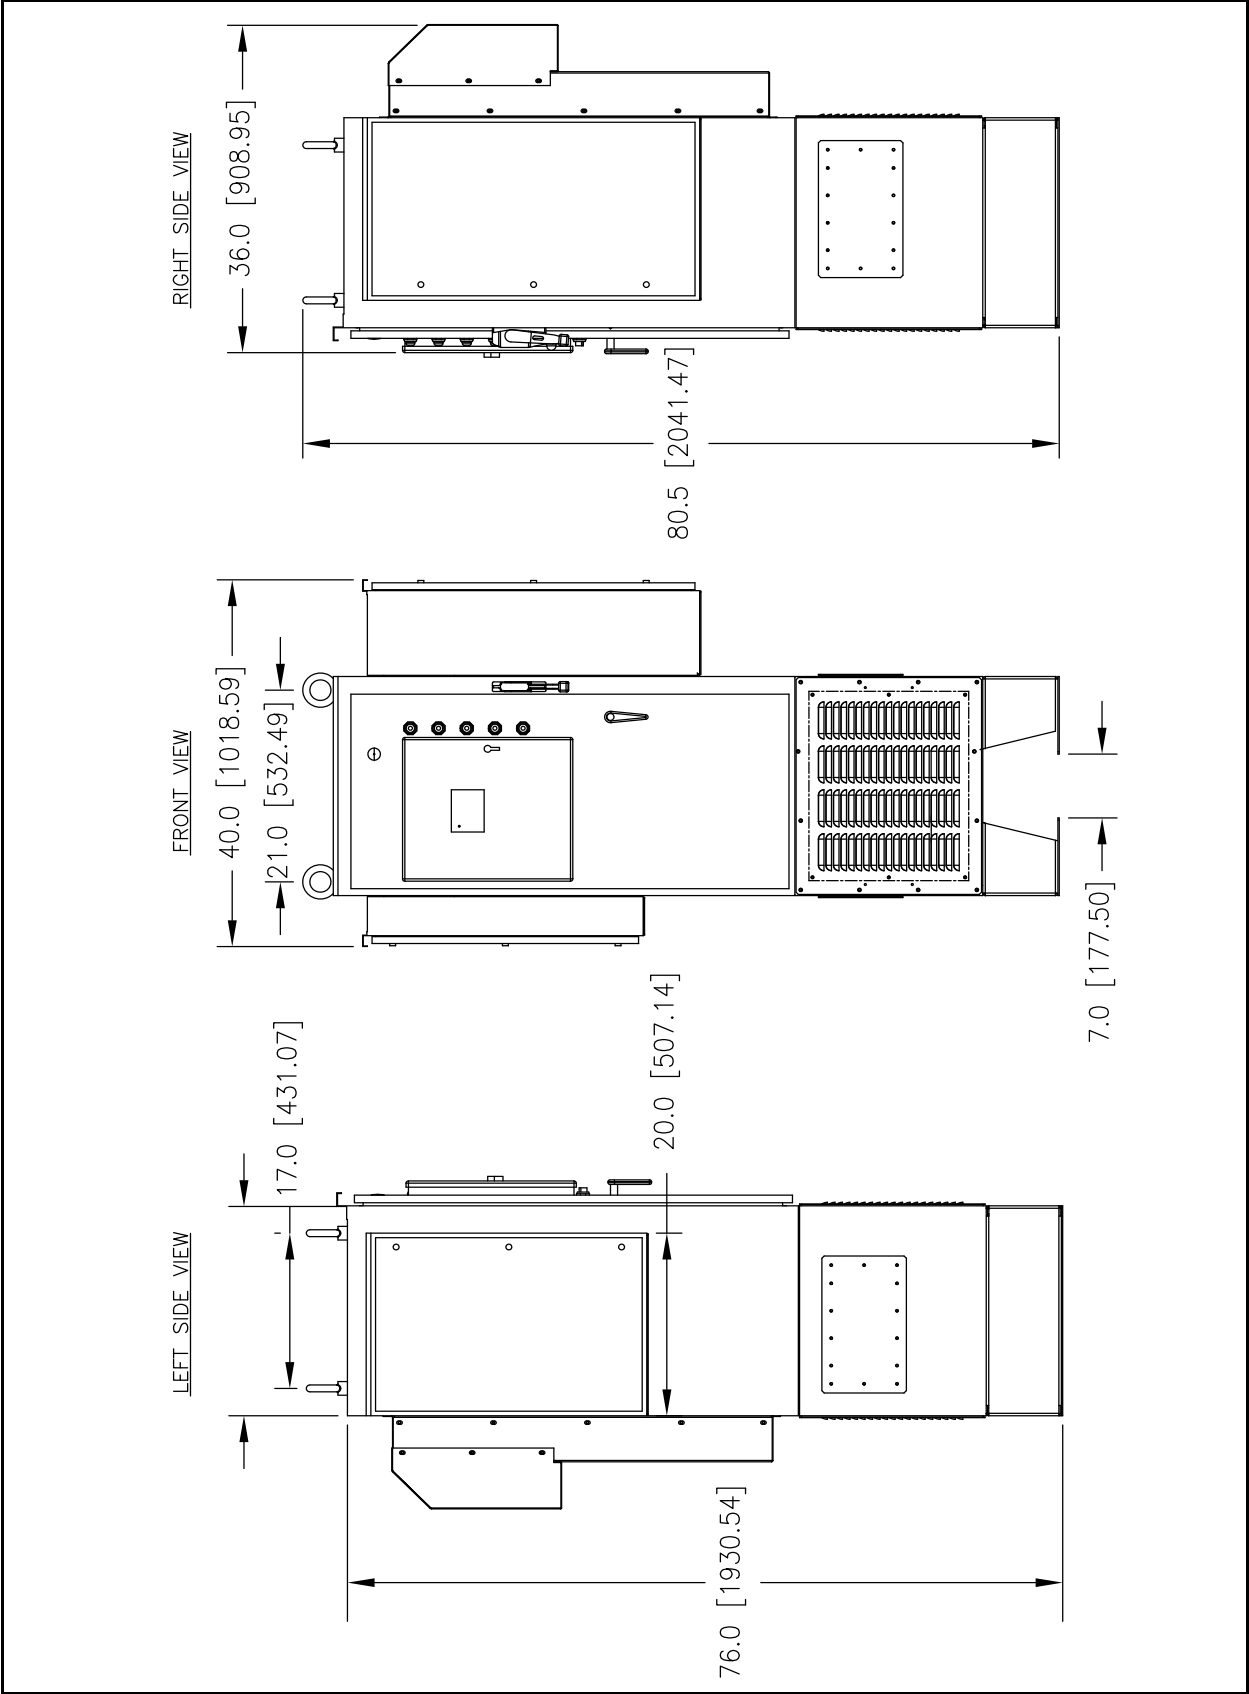 LEFT SIDE VIEW
17.0 [431.07]
20.0 [507.14]
76.0 [1930.54]
FRONT VIEW
40.0 [1018.59]
21.0 [532.49]
7.0 [177.50]
RIGHT SIDE VIEW
36.0 [908.95]
80.5 [2041.47]